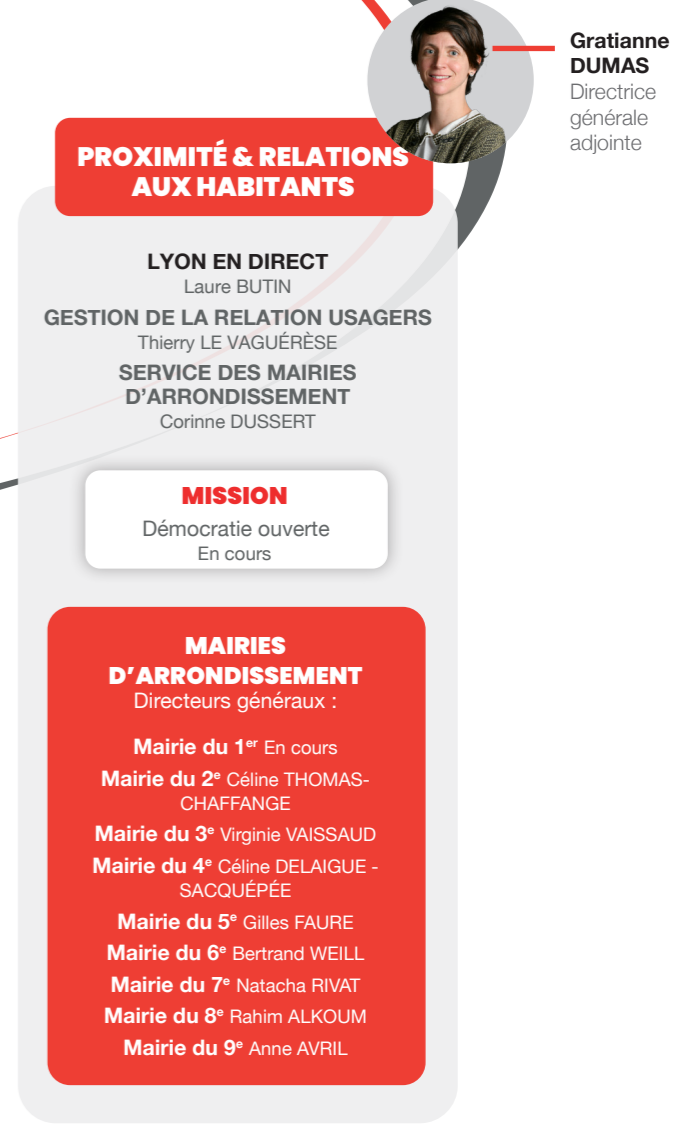 Gratianne
DUMAS
Directrice
générale
adjointe
PROXIMITÉ & RELATIONS
AUX HABITANTS
LYON EN DIRECT
Laure BUTIN
GESTION DE LA RELATION USAGERS
Thierry LE VAGUÉRÈSE
SERVICE DES MAIRIES
D'ARRONDISSEMENT
Corinne DUSSERT
MISSION
Démocratie ouverte
En cours
MAIRIES
D'ARRONDISSEMENT
Directeurs généraux :
Mairie du 1er En cours
Mairie du 2e Céline THOMAS-
CHAFFANGE
Mairie du 3e Virginie VAISSAUD
Mairie du 4e Céline DELAIGUE -
SACQUÉPÉE
Mairie du 5e Gilles FAURE
Mairie du 6e Bertrand WEILL
Mairie du 7e Natacha RIVAT
Mairie du 8e Rahim ALKOUM
Mairie du 9e Anne AVRIL